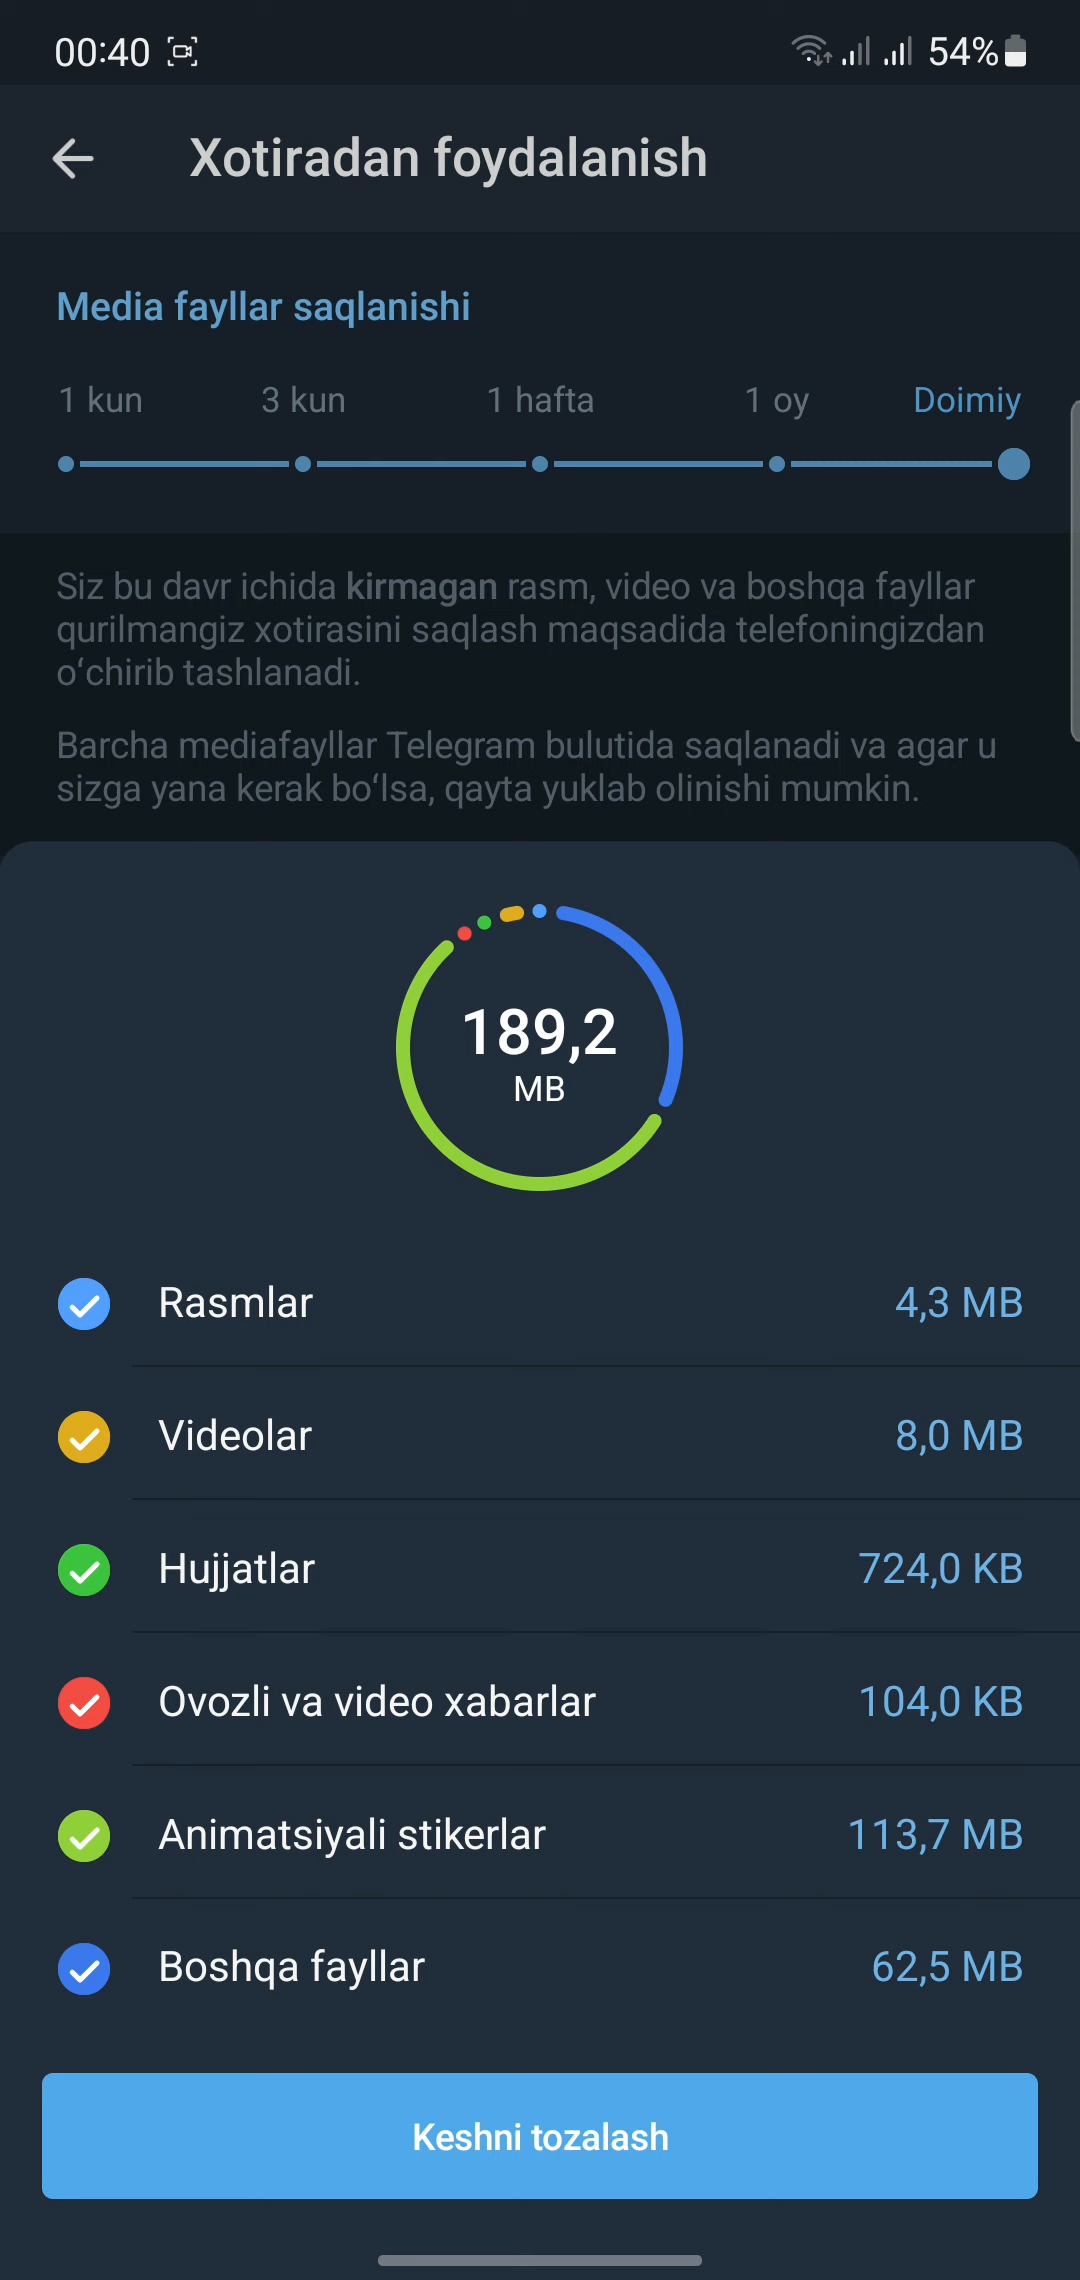 00:40 54%
Xotiradan foydalanish
Media fayllar saqlanishi
1 kun 3 kun 1 hafta 1 oy Doimiy
Siz bu davr ichida kirmagan rasm, video va boshqa fayllar
qurilmangiz xotirasini saqlash maqsadida telefoningizdan
o‘chirib tashlanadi.
Barcha mediafayllar Telegram bulutida saqlanadi va agar u
sizga yana kerak bo‘lsa, qayta yuklab olinishi mumkin.
189,2
MB
Rasmlar 4,3 MB
Videolar 8,0 MB
Hujjatlar 724,0 KB
Ovozli va video xabarlar 104,0 KB
Animatsiyali stikerlar 113,7 MB
Boshqa fayllar 62,5 MB
Keshni tozalash